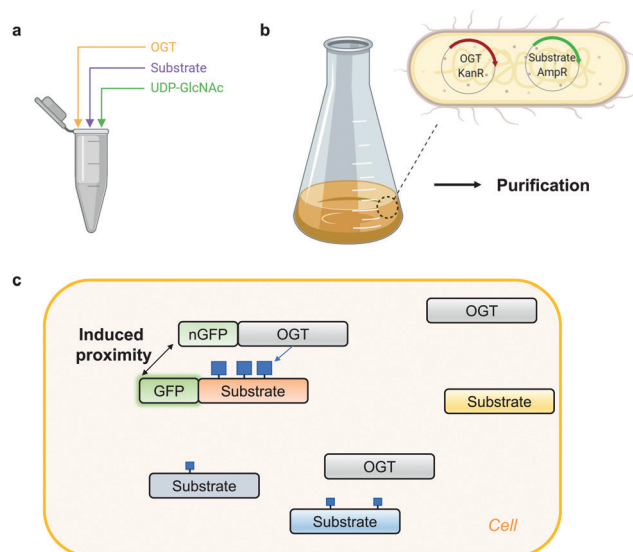 a
OGT
Substrate
UDP-GlcNAc
b
OGT
KanR
Substrate
AmpR
Purification
c
Induced
proximity
nGFP
OGT
GFP
Substrate
OGT
Substrate
Substrate
OGT
Substrate
Cell